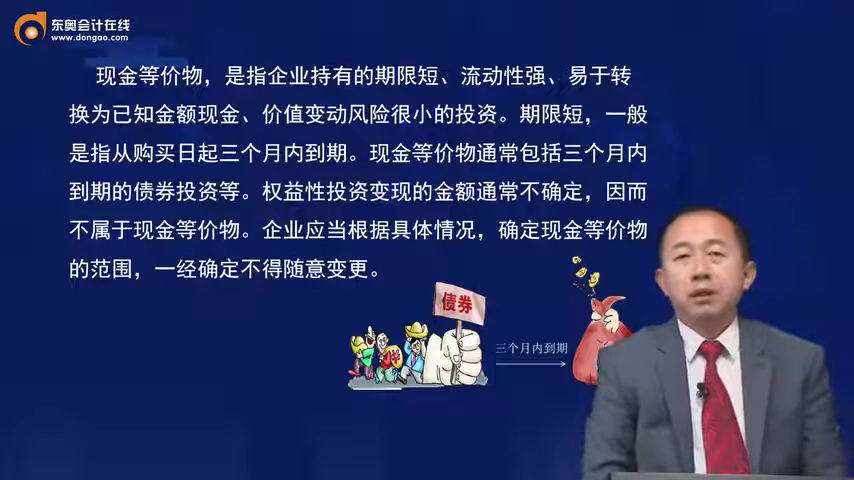 东奥会计在线
www.dongao.com
现金等价物，是指企业持有的期限短、流动性强、易于转
换为已知金额现金、价值变动风险很小的投资。期限短，一般
是指从购买日起三个月内到期。现金等价物通常包括三个月内
到期的债券投资等。权益性投资变现的金额通常不确定，因而
不属于现金等价物。企业应当根据具体情况，确定现金等价物
的范围，一经确定不得随意变更。
债券
三个月内到期